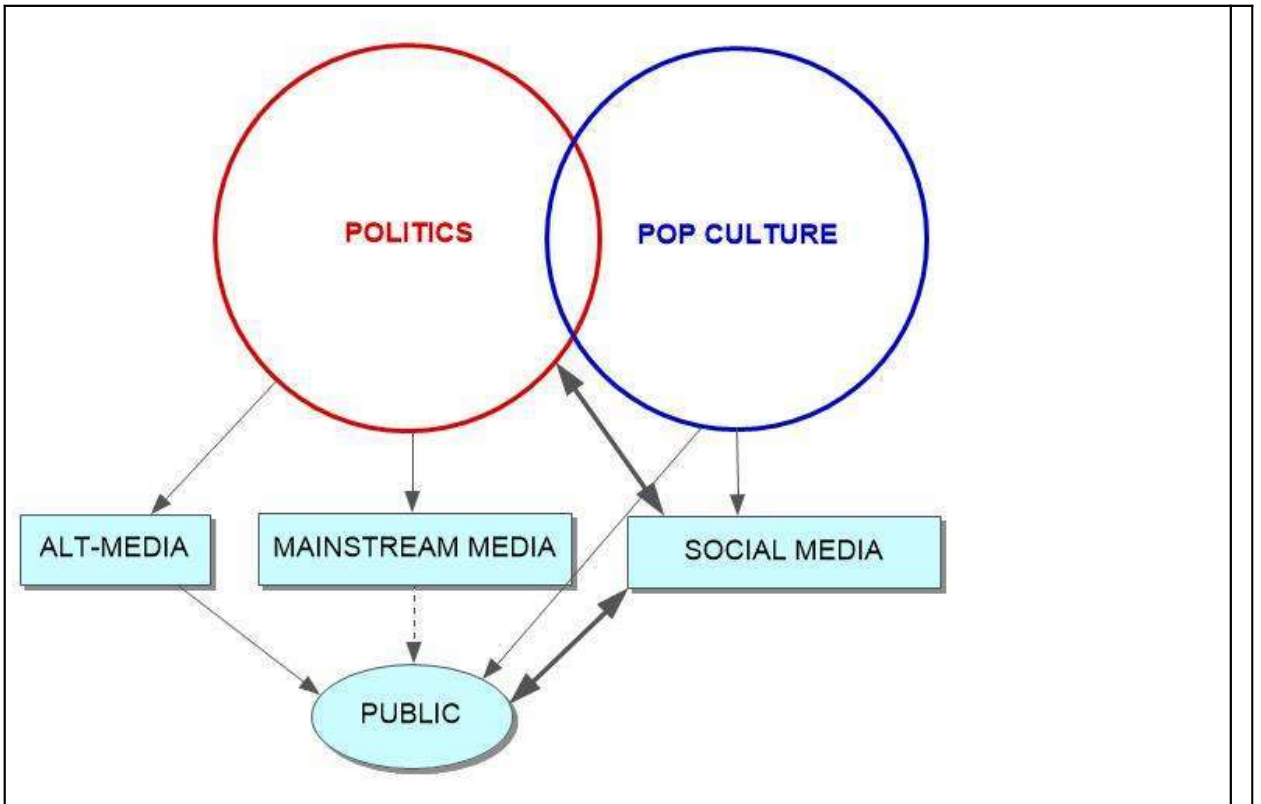 POLITICS
POP CULTURE
ALT-MEDIA
MAINSTREAM MEDIA
SOCIAL MEDIA
PUBLIC